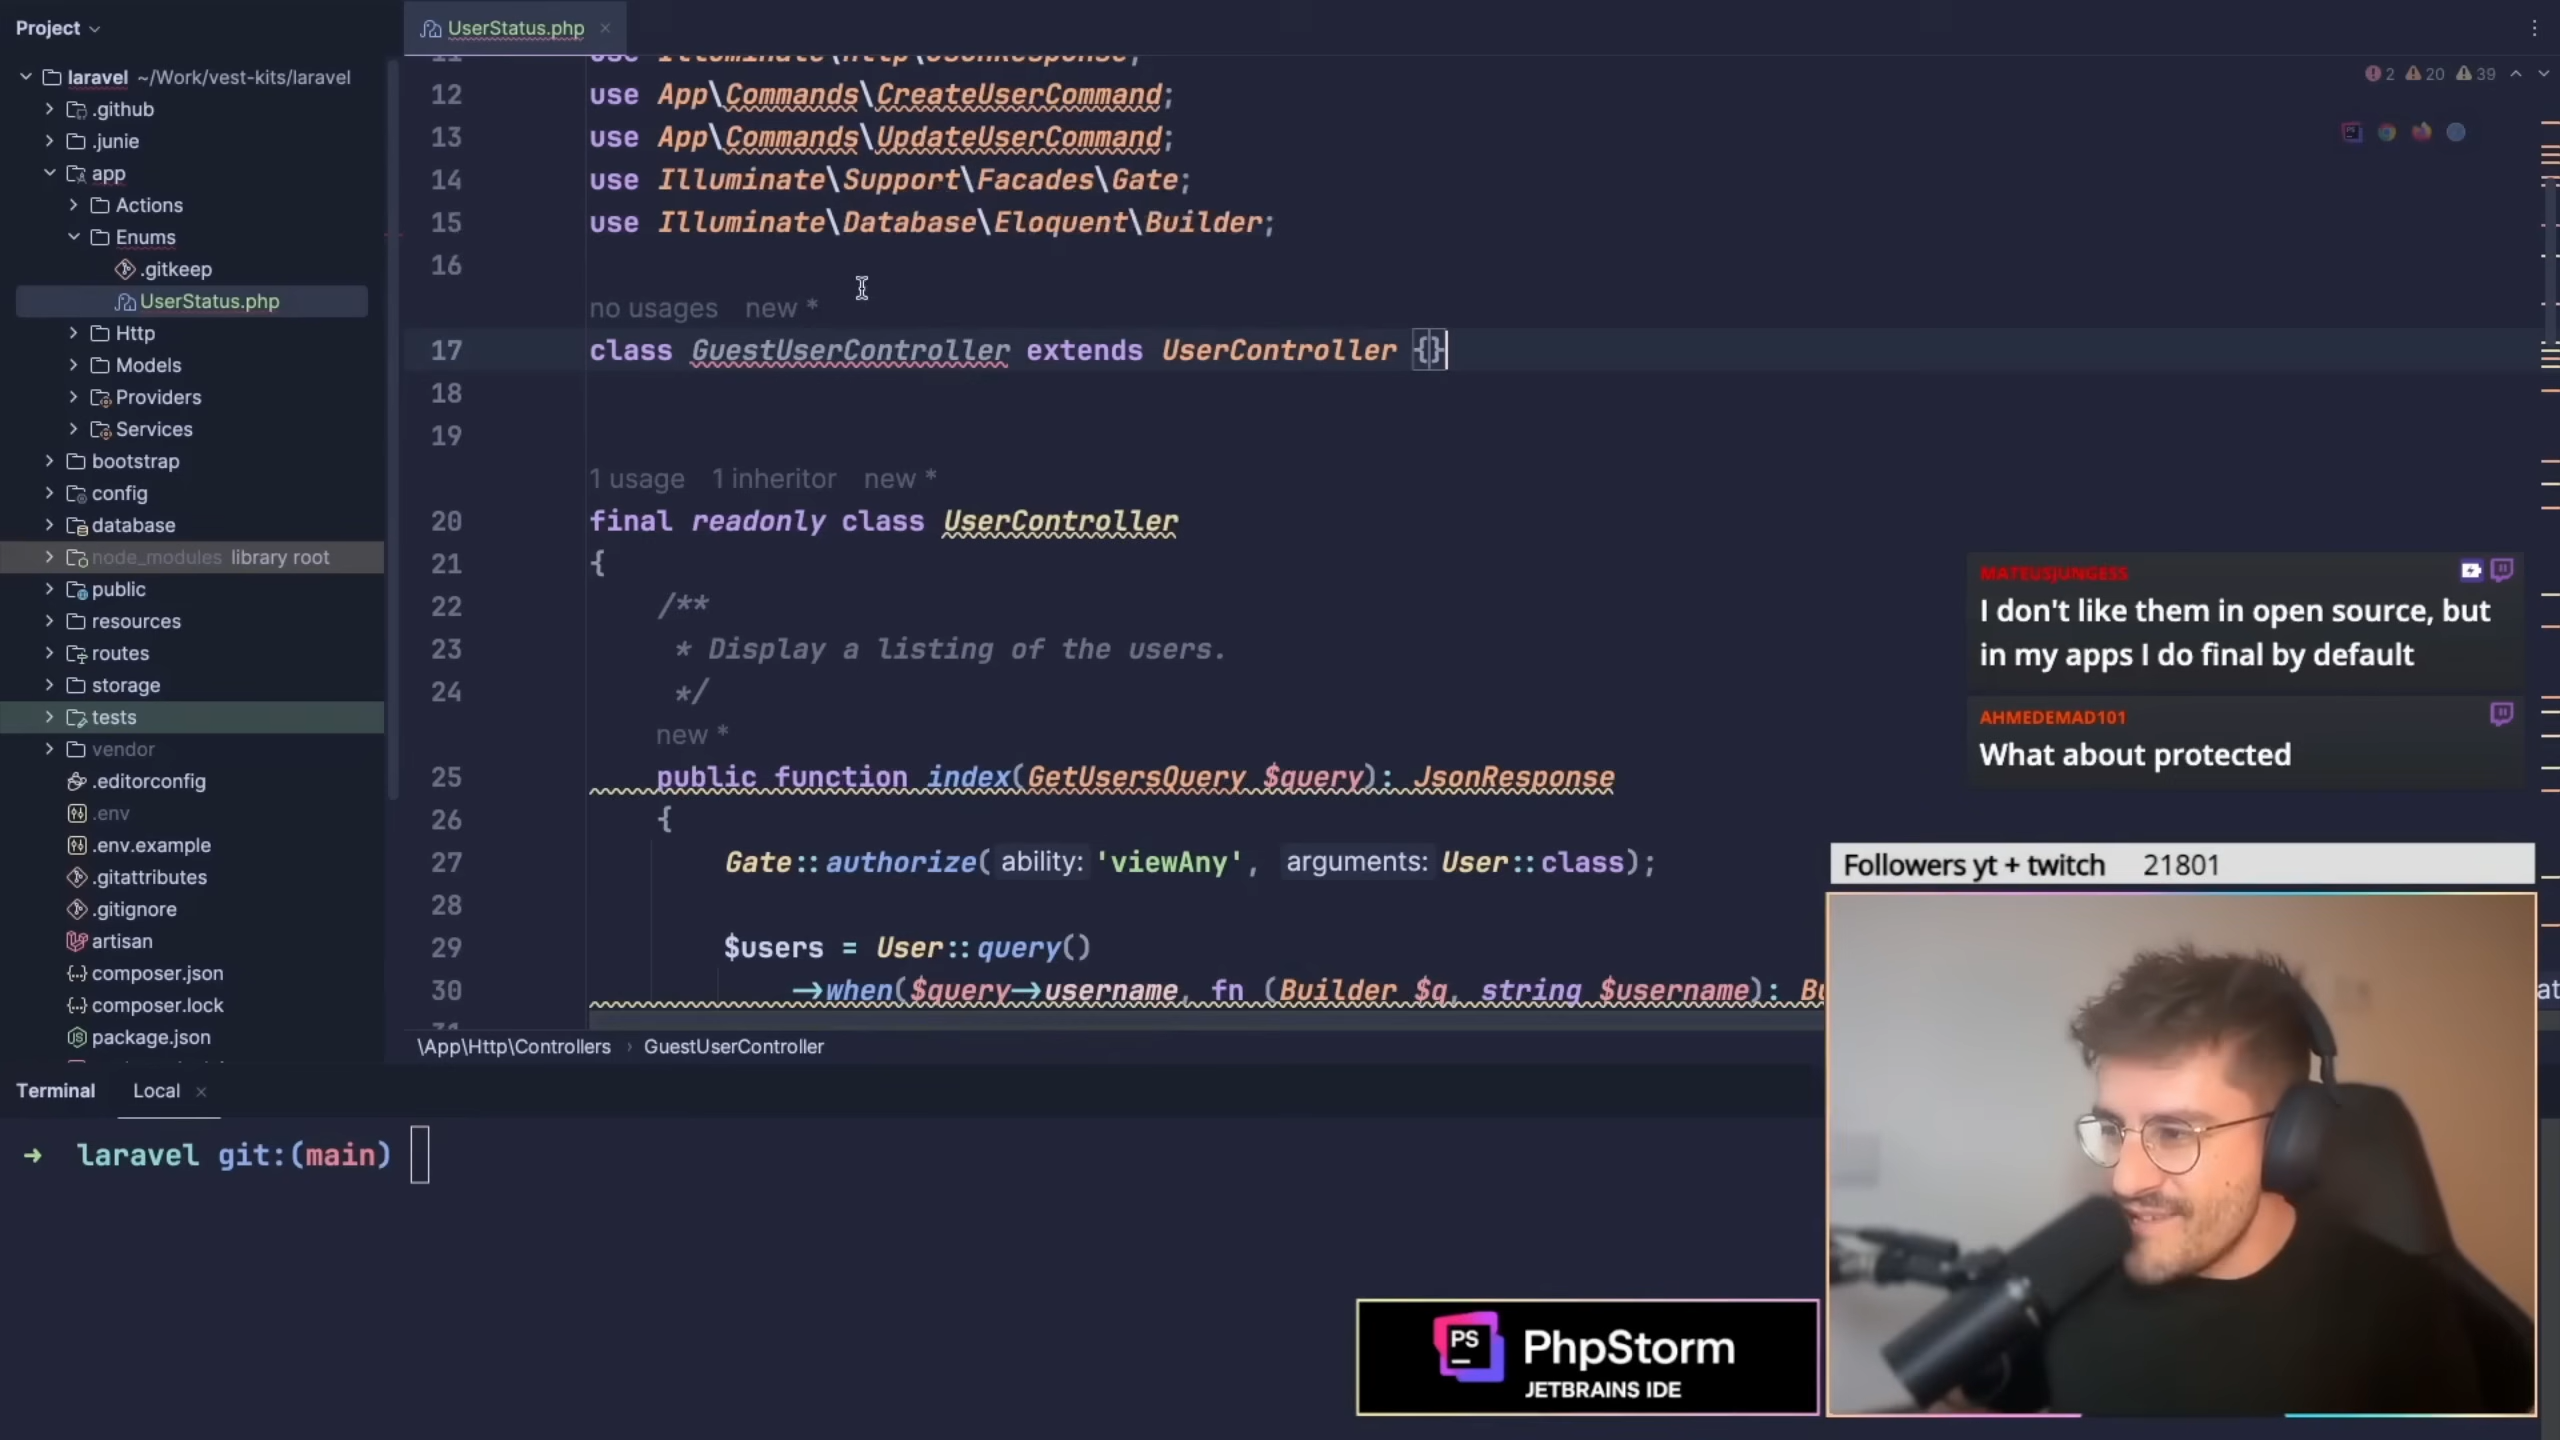 Project
UserStatus.php
laravel ~/Work/vest-kits/laravel
.github
.junie
app
Actions
Enums
.gitkeep
UserStatus.php
Http
Models
Providers
Services
bootstrap
config
database
node_modules library root
public
resources
routes
storage
tests
vendor
.editorconfig
.env
.env.example
.gitattributes
.gitignore
artisan
composer.json
composer.lock
package.json
2 20 39
11 use Illuminate\Http\JsonResponse;
12 use App\Commands\CreateUserCommand;
13 use App\Commands\UpdateUserCommand;
14 use Illuminate\Support\Facades\Gate;
15 use Illuminate\Database\Eloquent\Builder;
16
no usages new *
17 class GuestUserController extends UserController {}
18
19
1 usage 1 inheritor new *
20 final readonly class UserController
21 {
22 /**
23 * Display a listing of the users.
24 */
new *
25 public function index(GetUsersQuery $query): JsonResponse
26 {
27 Gate::authorize( ability: 'viewAny', arguments: User::class);
28
29 $users = User::query()
30 ->when($query->username, fn (Builder $q, string $username): Bu
31
\App\Http\Controllers › GuestUserController
MATEUSJUNGESS
I don't like them in open source, but
in my apps I do final by default
AHMEDEMAD101
What about protected
Followers yt + twitch 21801
Terminal Local
→ laravel git:(main)
PS
PhpStorm
JETBRAINS IDE